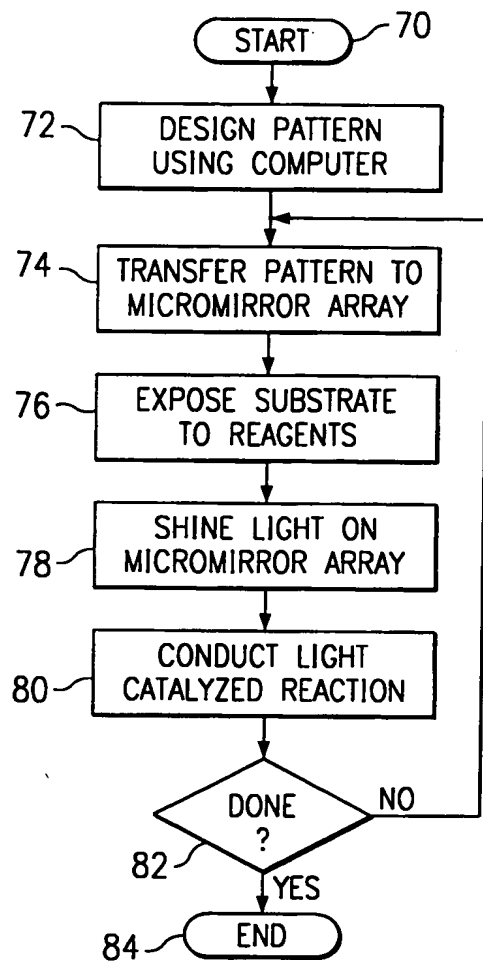 START
70
72
DESIGN PATTERN
USING COMPUTER
74
TRANSFER PATTERN TO
MICROMIRROR ARRAY
76
EXPOSE SUBSTRATE
TO REAGENTS
78
SHINE LIGHT ON
MICROMIRROR ARRAY
80
CONDUCT LIGHT
CATALYZED REACTION
DONE
?
NO
82
YES
84
END